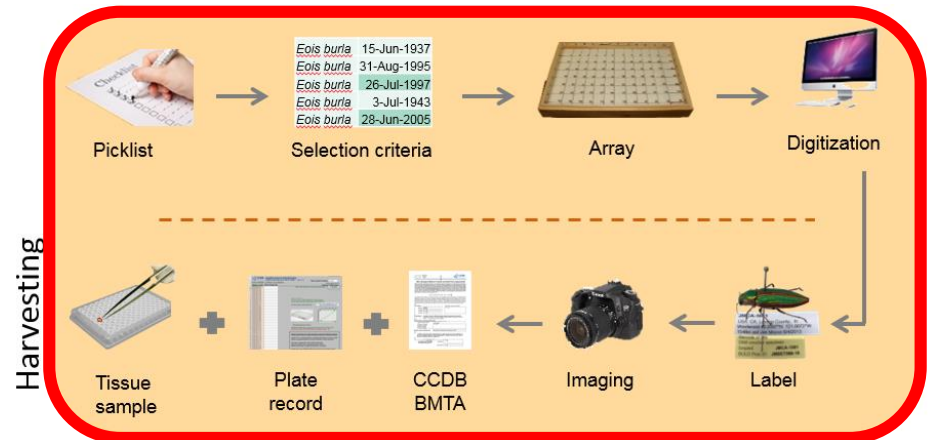 Harvesting
Checklist
Eois burla 15-Jun-1937
Eois burla 31-Aug-1995
Eois burla 26-Jul-1997
Eois burla 3-Jul-1943
Eois burla 28-Jun-2005
Picklist
Selection criteria
Array
Digitization
Tissue
sample
Plate
record
CCDB
BMTA
Imaging
Label